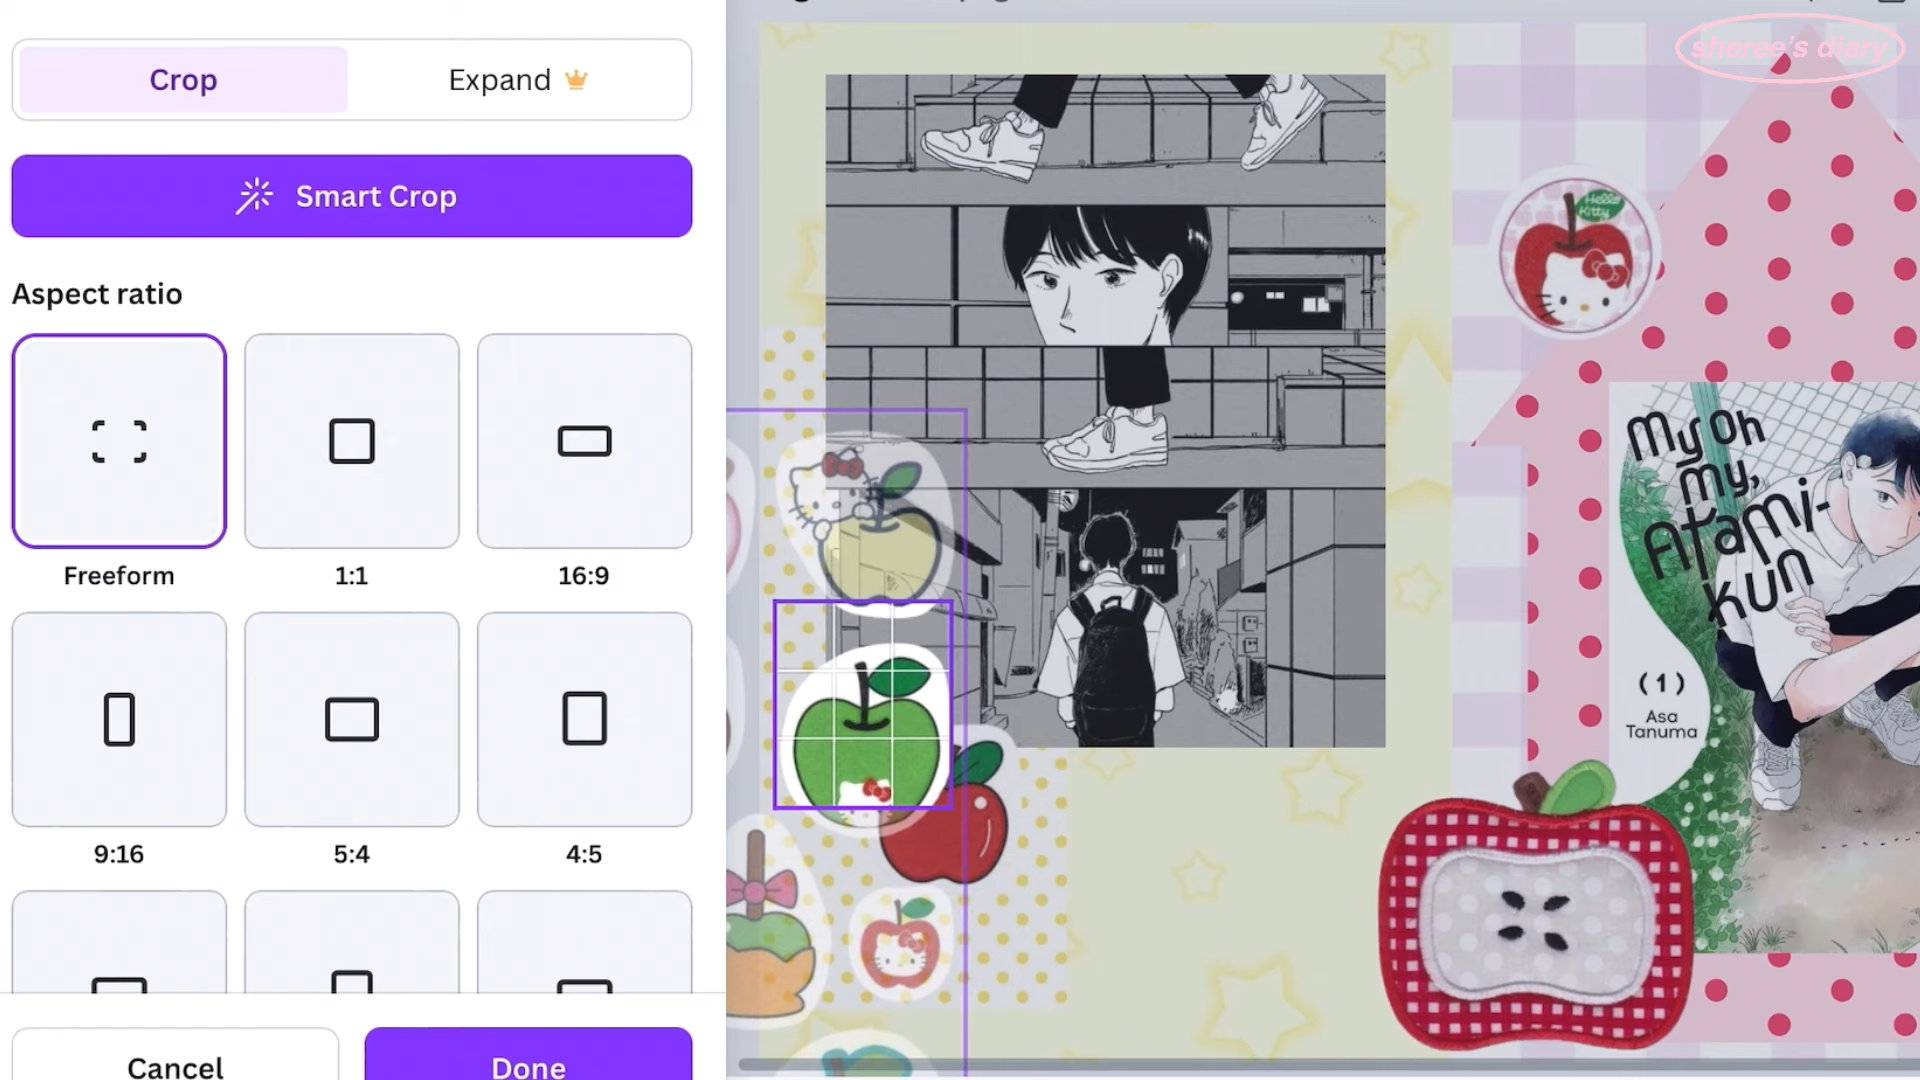 Crop
Expand
Smart Crop
Aspect ratio
Freeform
1:1
16:9
9:16
5:4
4:5
Cancel
Done
sheree's diary
Hello
Kitty
My Oh
My,
Atami-
kun
(1)
Asa
Tanuma